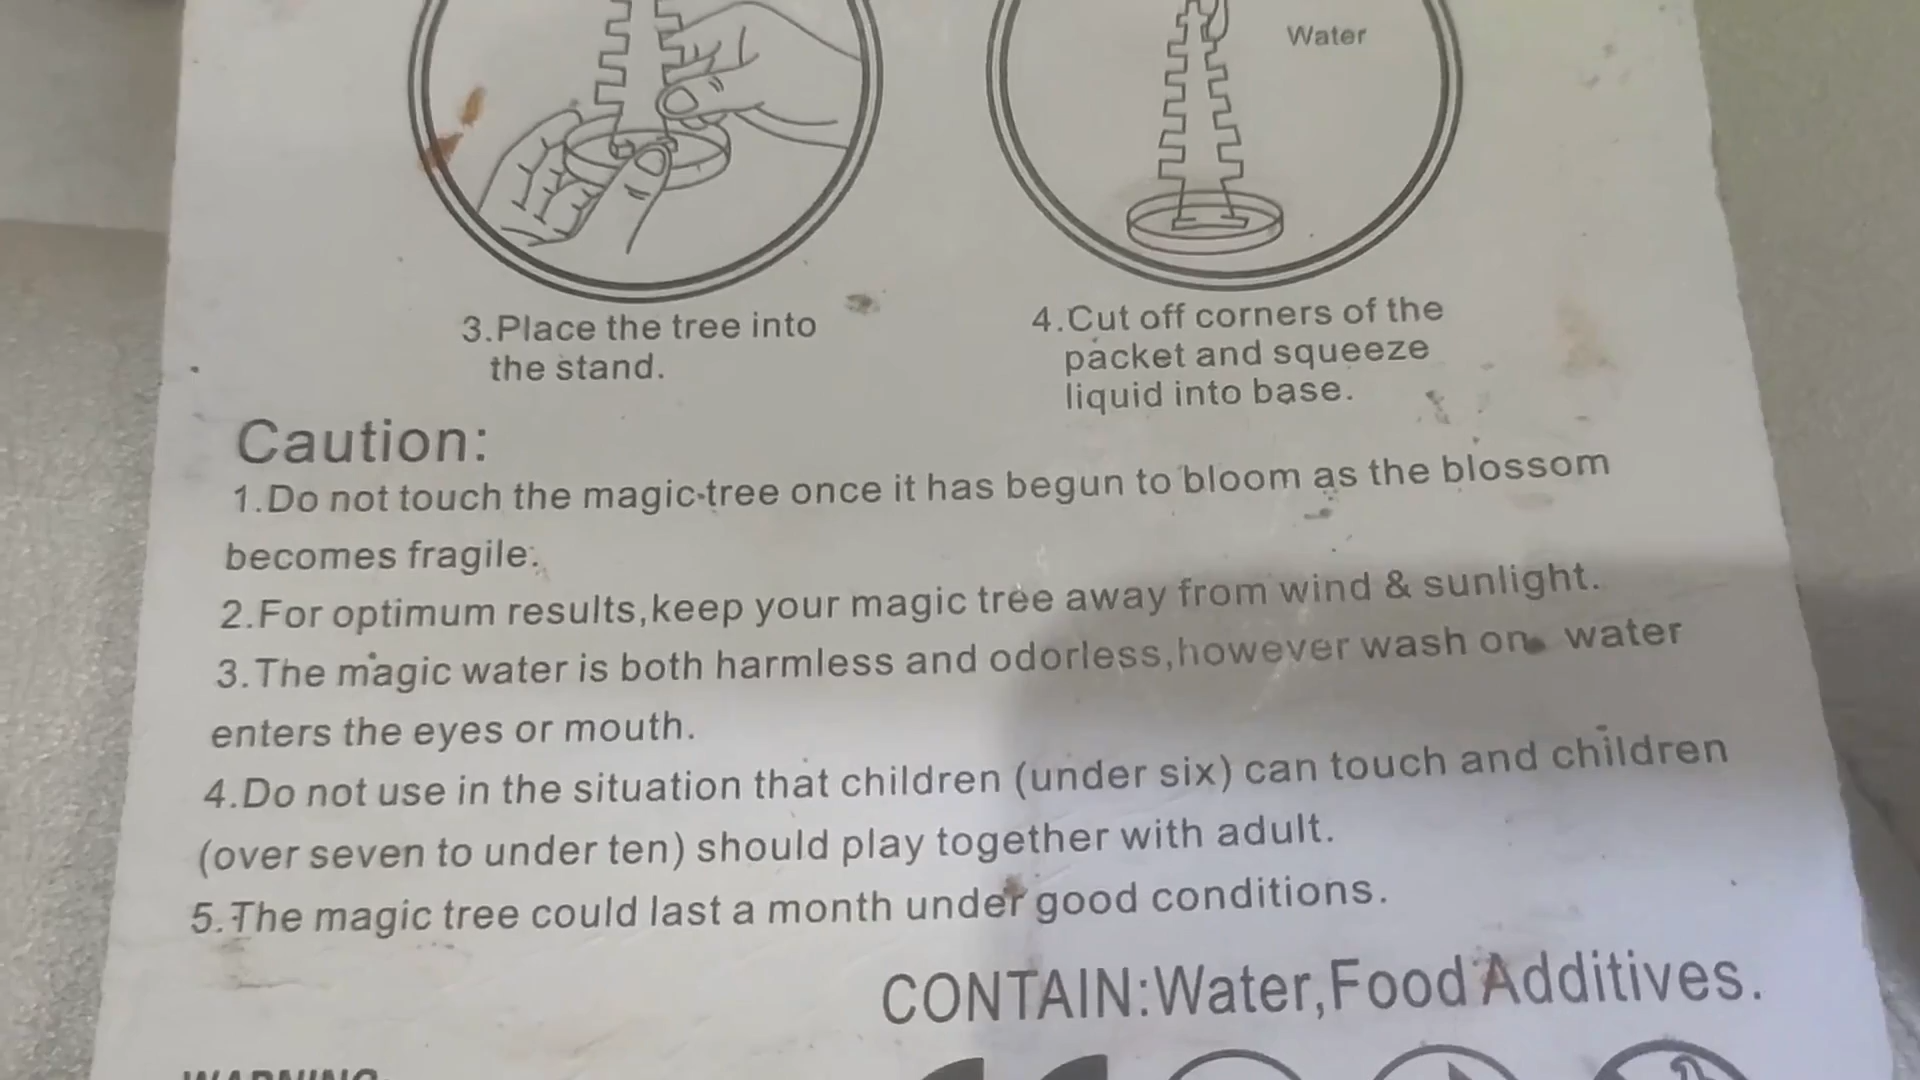 Water
3.Place the tree into
the stand.
4.Cut off corners of the
packet and squeeze
liquid into base.
Caution:
1.Do not touch the magic tree once it has begun to bloom as the blossom
becomes fragile.
2.For optimum results,keep your magic tree away from wind & sunlight.
3.The magic water is both harmless and odorless,however wash on water
enters the eyes or mouth.
4.Do not use in the situation that children (under six) can touch and children
(over seven to under ten) should play together with adult.
5.The magic tree could last a month under good conditions.
CONTAIN:Water,Food Additives.
WARNING